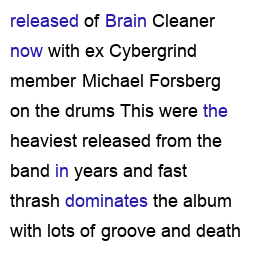 released of Brain Cleaner
now with ex Cybergrind
member Michael Forsberg
on the drums This were the
heaviest released from the
band in years and fast
thrash dominates the album
with lots of groove and death